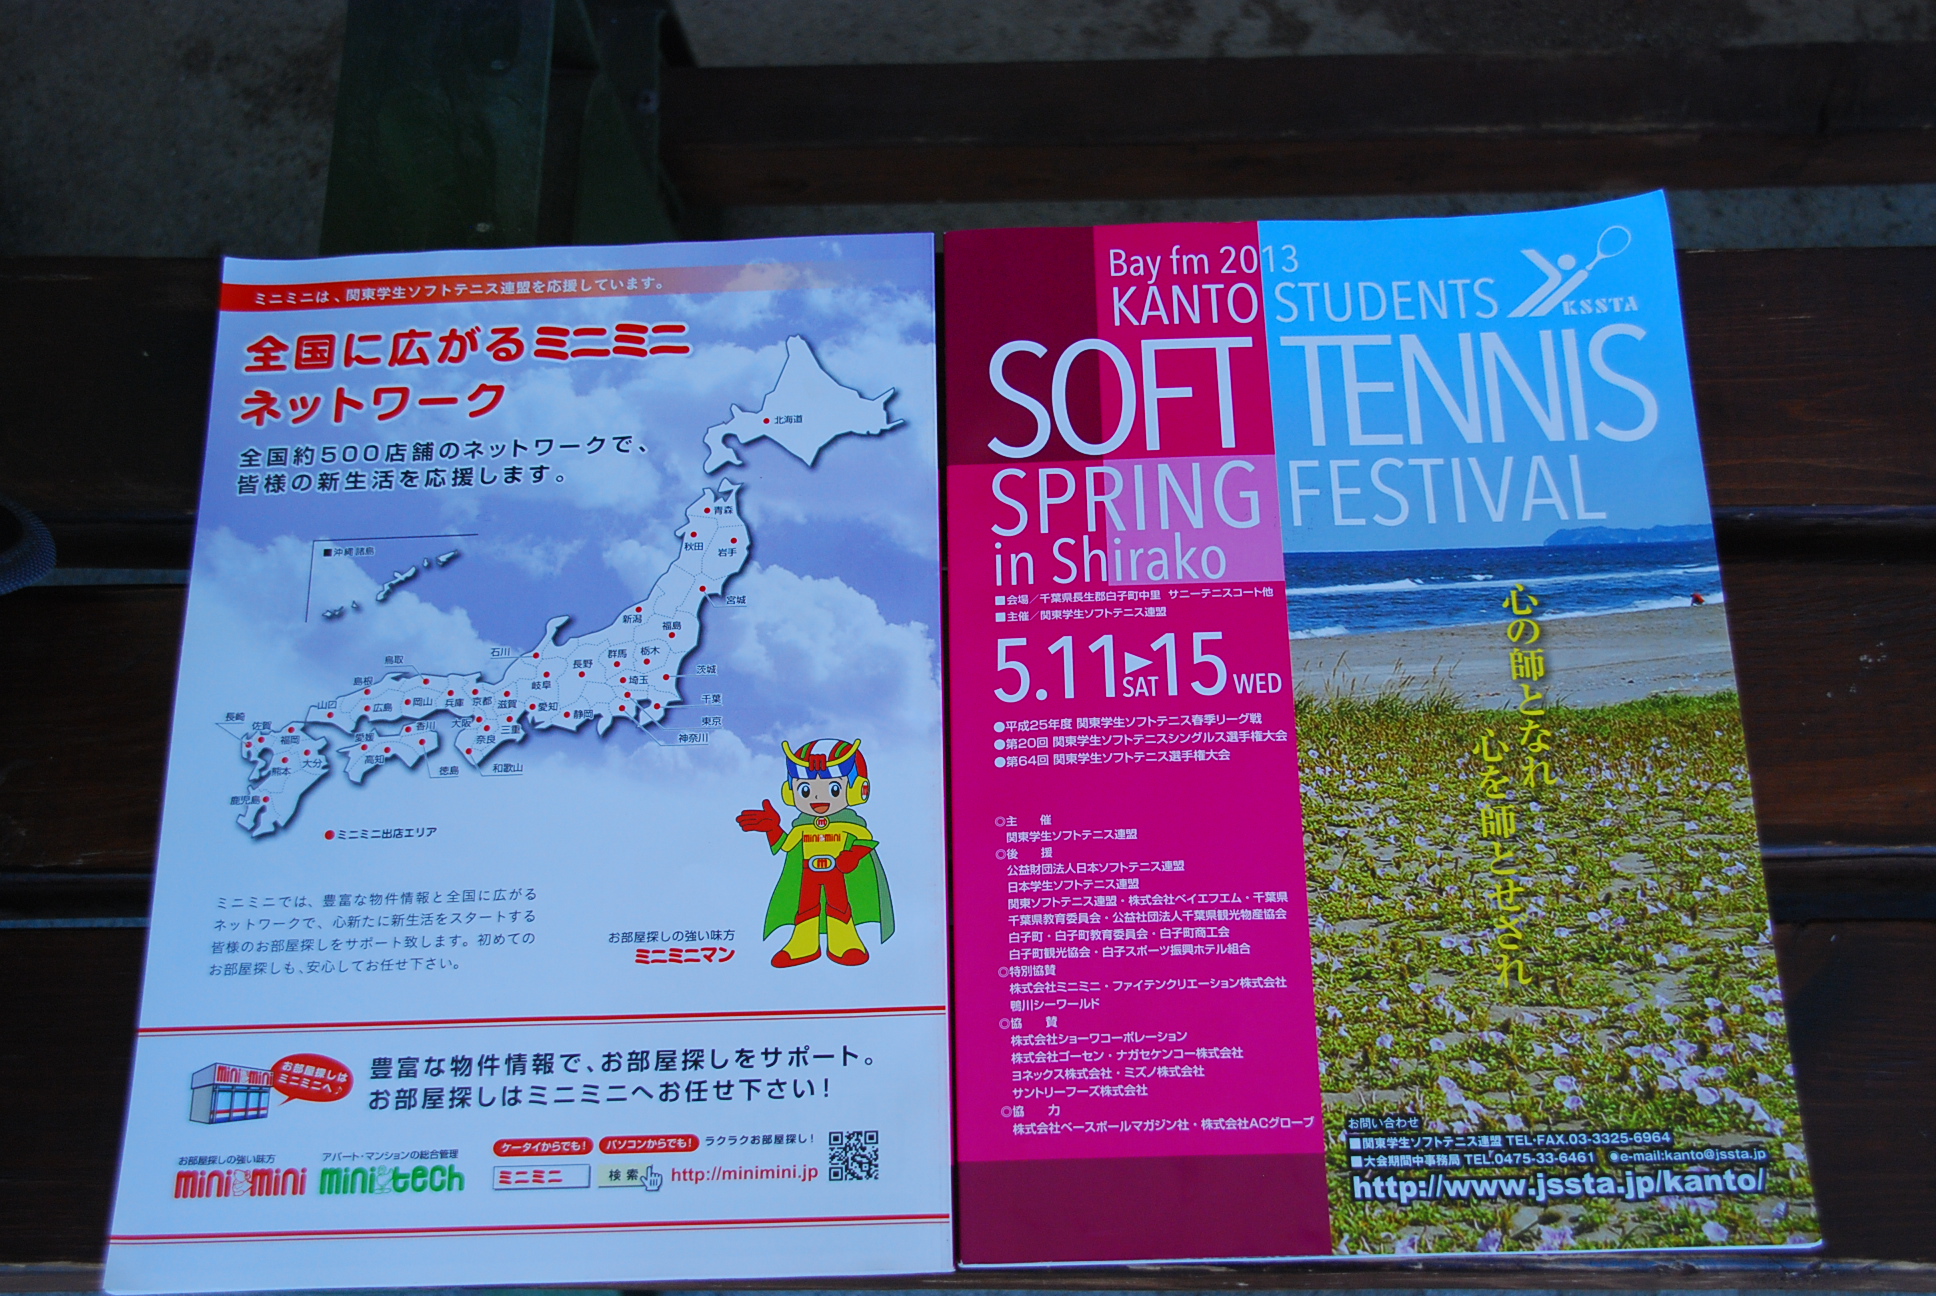 ミニミニは、関東学生ソフトテニス連盟を応援しています。
全国に広がるミニミニ
ネットワーク
全国約500店舗のネットワークで、
皆様の新生活を応援します。
北海道
青森
秋田
岩手
■沖縄諸島
宮城
新潟
福島
石川
群馬
栃木
鳥取
長野
茨城
島根
岐阜
埼玉
千葉
山口
広島
岡山
兵庫
京都
滋賀
愛知
静岡
東京
長崎
佐賀
福岡
香川
大阪
三重
神奈川
愛媛
奈良
高知
大分
熊本
徳島
和歌山
鹿児島
●ミニミニ出店エリア
ミニミニでは、豊富な物件情報と全国に広がる
ネットワークで、心新たに新生活をスタートする
皆様のお部屋探しをサポート致します。初めての
お部屋探しも、安心してお任せ下さい。
m
mini mini
m
お部屋探しの強い味方
ミニミニマン
mini mini
お部屋探しは
ミニミニへ♪
豊富な物件情報で、お部屋探しをサポート。
お部屋探しはミニミニへお任せ下さい！
お部屋探しの強い味方
mini mini
アパート・マンションの総合管理
mini tech
ケータイからでも！
パソコンからでも！
ラクラクお部屋探し！
ミニミニ
検索
http://minimini.jp
Bay fm 2013
KANTO STUDENTS
KSSTA
SOFT TENNIS
SPRING FESTIVAL
in Shirako
■会場／千葉県長生郡白子町中里 サニーテニスコート他
■主催／関東学生ソフトテニス連盟
5.11▶15
SAT
WED
●平成25年度 関東学生ソフトテニス春季リーグ戦
●第20回 関東学生ソフトテニスシングルス選手権大会
●第64回 関東学生ソフトテニス選手権大会
◎主 催
関東学生ソフトテニス連盟
◎後 援
公益財団法人日本ソフトテニス連盟
日本学生ソフトテニス連盟
関東ソフトテニス連盟・株式会社ベイエフエム・千葉県
千葉県教育委員会・公益社団法人千葉県観光物産協会
白子町・白子町教育委員会・白子町商工会
白子町観光協会・白子スポーツ振興ホテル組合
◎特別協賛
株式会社ミニミニ・ファイテンクリエーション株式会社
鴨川シーワールド
◎協 賛
株式会社ショーワコーポレーション
株式会社ゴーセン・ナガセケンコー株式会社
ヨネックス株式会社・ミズノ株式会社
サントリーフーズ株式会社
◎協 力
株式会社ベースボールマガジン社・株式会社ACグローブ
心の師となれ
心を師とせざれ
お問い合わせ
■関東学生ソフトテニス連盟 TEL・FAX.03-3325-6964
■大会期間中事務局 TEL.0475-33-6461 ●e-mail:kanto@jssta.jp
http://www.jssta.jp/kanto/